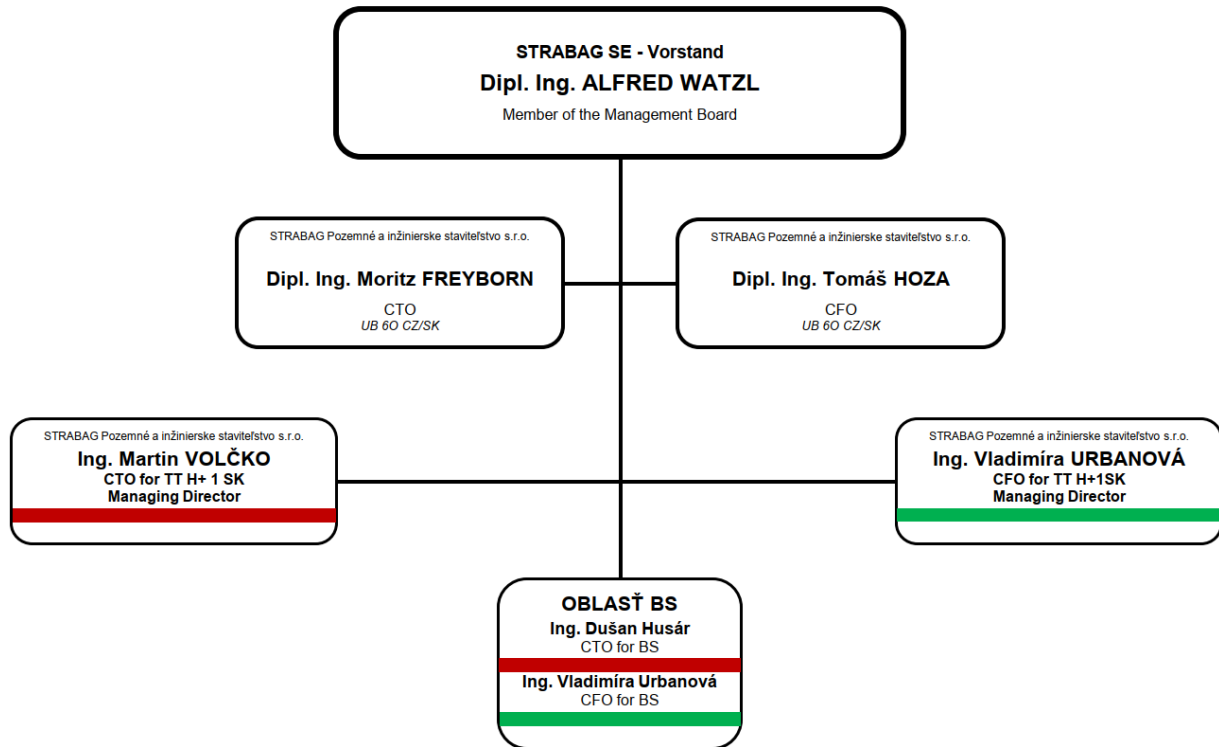 STRABAG SE - Vorstand
Dipl. Ing. ALFRED WATZL
Member of the Management Board
STRABAG Pozemné a inžinierske staviteľstvo s.r.o.
Dipl. Ing. Moritz FREYBORN
CTO
UB 6O CZ/SK
STRABAG Pozemné a inžinierske staviteľstvo s.r.o.
Dipl. Ing. Tomáš HOZA
CFO
UB 6O CZ/SK
STRABAG Pozemné a inžinierske staviteľstvo s.r.o.
Ing. Martin VOLČKO
CTO for TT H+ 1 SK
Managing Director
STRABAG Pozemné a inžinierske staviteľstvo s.r.o.
Ing. Vladimíra URBANOVÁ
CFO for TT H+1SK
Managing Director
OBLASŤ BS
Ing. Dušan Husár
CTO for BS
Ing. Vladimíra Urbanová
CFO for BS